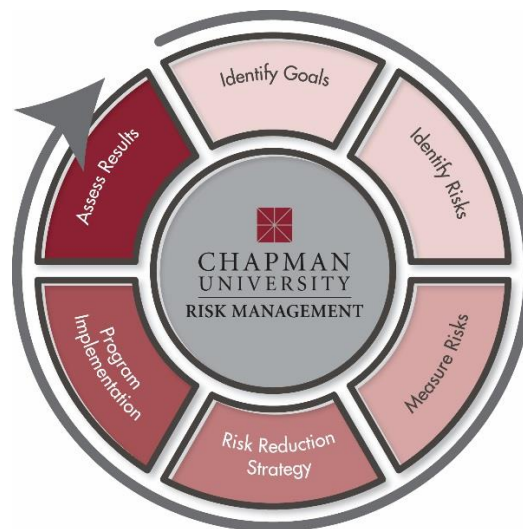 Identify Goals
Identify Risks
Measure Risks
Risk Reduction
Strategy
Program
Implementation
Assess Results
CHAPMAN
UNIVERSITY
RISK MANAGEMENT